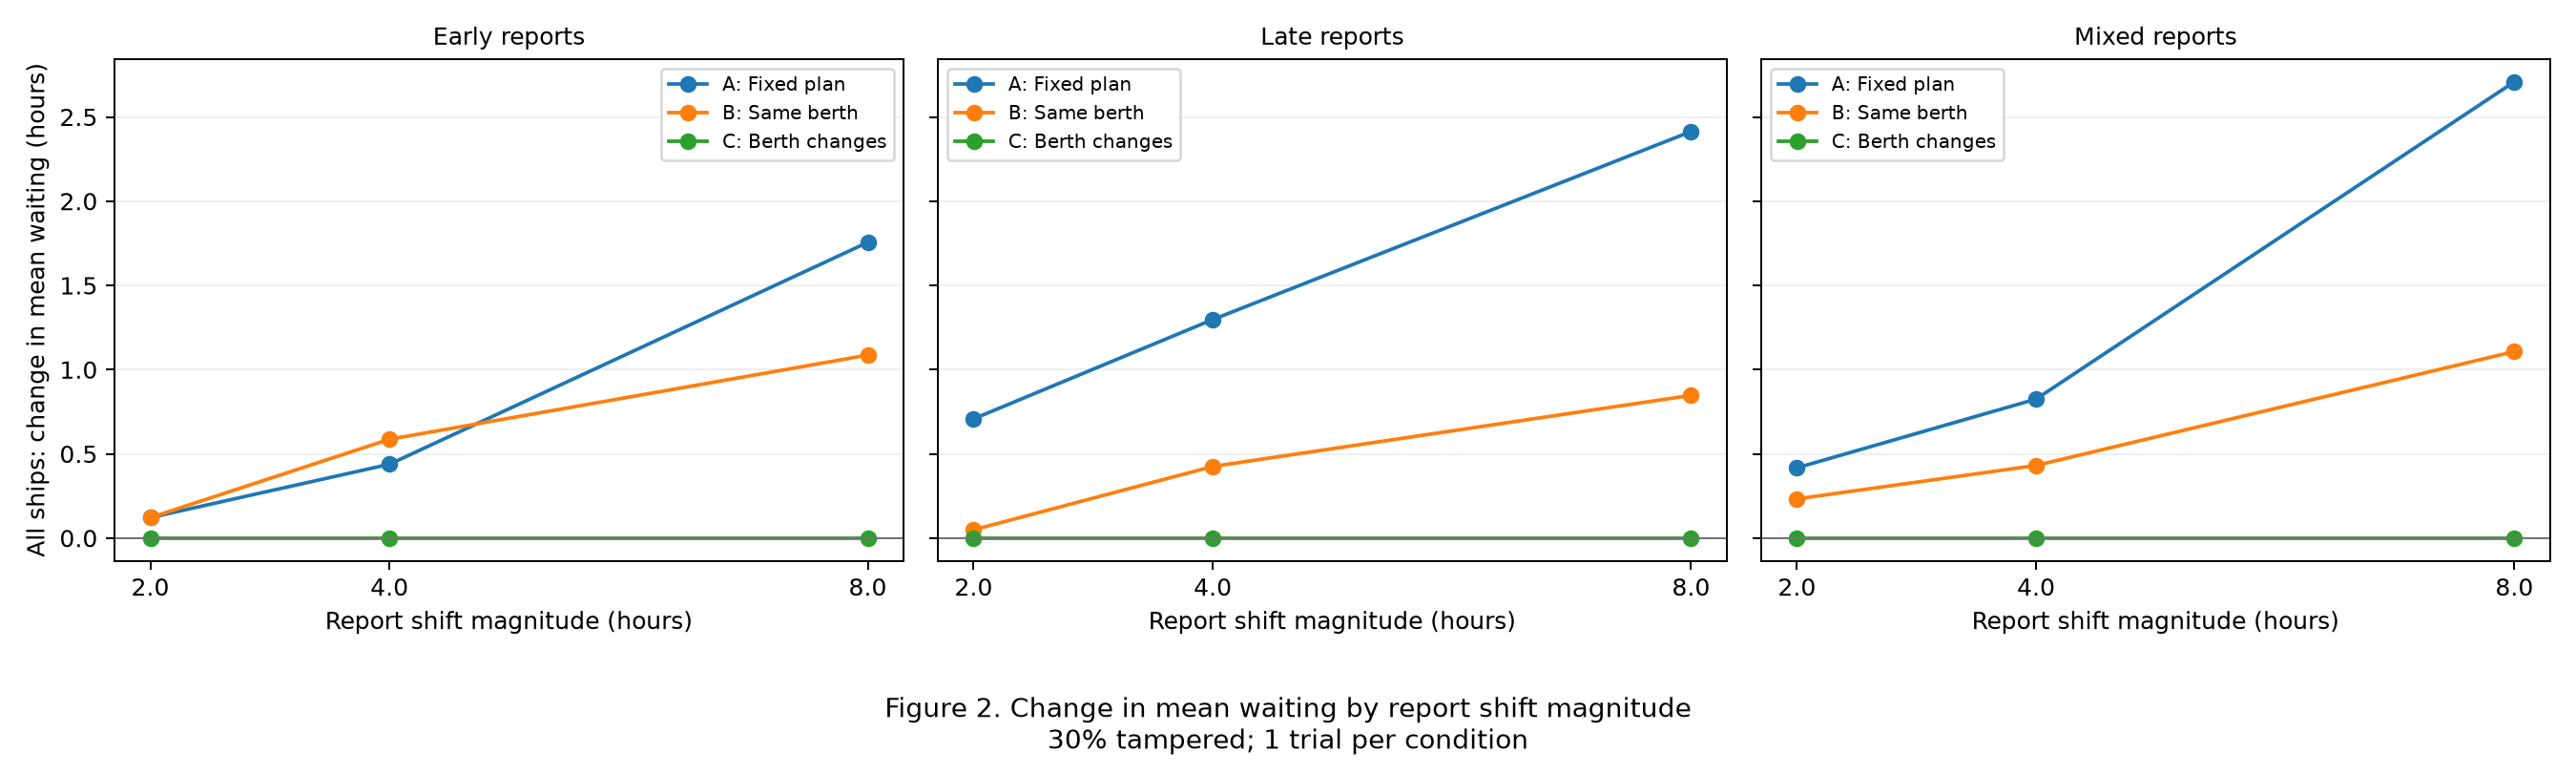 Early reports
Late reports
Mixed reports
All ships: change in mean waiting (hours)
2.5
2.0
1.5
1.0
0.5
0.0
A: Fixed plan
B: Same berth
C: Berth changes
A: Fixed plan
B: Same berth
C: Berth changes
A: Fixed plan
B: Same berth
C: Berth changes
2.0 4.0 8.0
2.0 4.0 8.0
2.0 4.0 8.0
Report shift magnitude (hours)
Report shift magnitude (hours)
Report shift magnitude (hours)
Figure 2. Change in mean waiting by report shift magnitude
30% tampered; 1 trial per condition